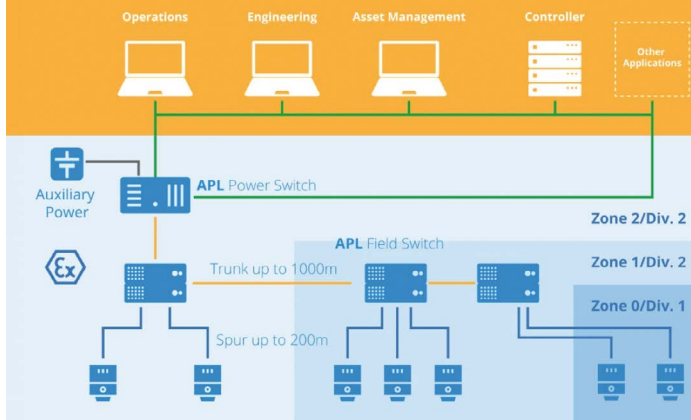 Operations
Engineering
Asset Management
Controller
Other
Applications
Auxiliary
Power
APL Power Switch
Zone 2/Div. 2
APL Field Switch
Ex
Trunk up to 1000m
Zone 1/Div. 2
Zone 0/Div. 1
Spur up to 200m